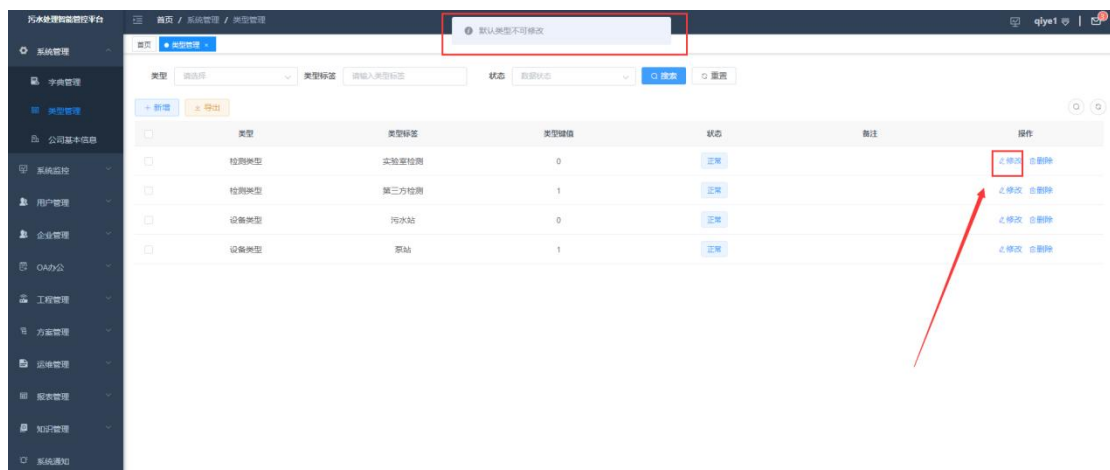 污水处理智能管控平台
首页 / 系统管理 / 类型管理
默认类型不可修改
qiye1
系统管理
字典管理
类型管理
公司基本信息
系统监控
用户管理
企业管理
OA办公
工程管理
方案管理
运维管理
报表管理
知识管理
系统通知
首页 类型管理 ×
类型 请选择 类型标签 请输入类型标签 状态 数据状态 搜索 重置
+ 新增 导出
类型 类型标签 类型键值 状态 备注 操作
检测类型 实验室检测 0 正常 修改 删除
检测类型 第三方检测 1 正常 修改 删除
设备类型 污水站 0 正常 修改 删除
设备类型 泵站 1 正常 修改 删除